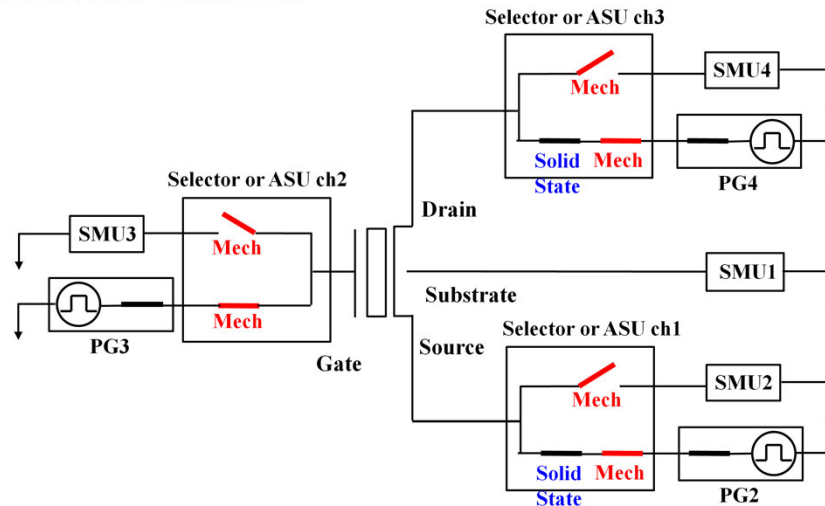 Selector or ASU ch3
SMU4
Mech
Solid Mech
State
PG4
Selector or ASU ch2
Drain
SMU3
Mech
SMU1
Substrate
Mech
PG3
Gate
Source
Selector or ASU ch1
SMU2
Mech
Solid Mech
State
PG2